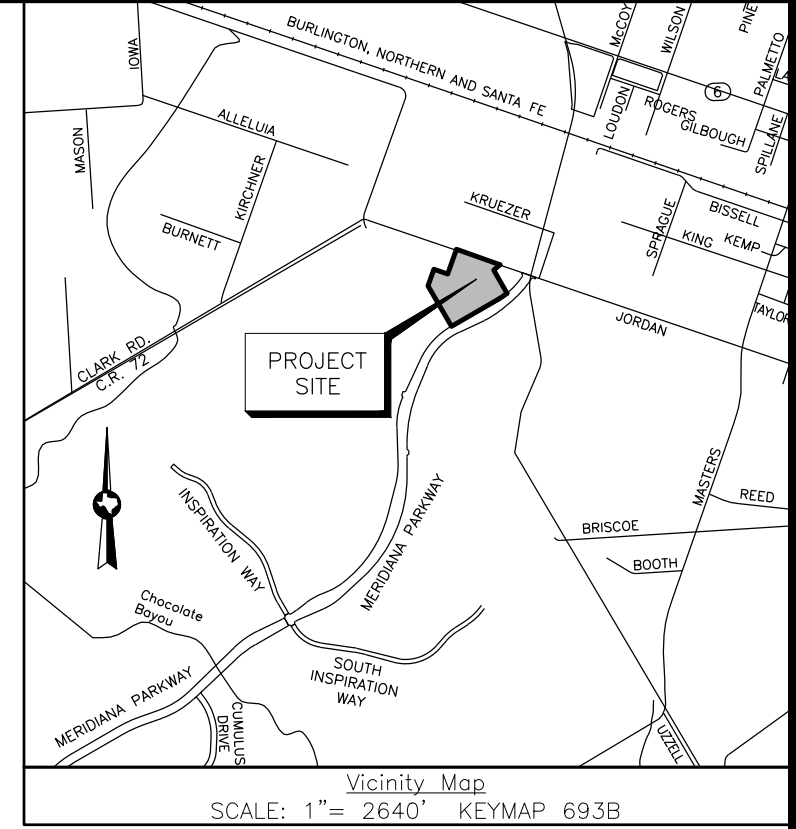 IOWA
BURLINGTON, NORTHERN AND SANTA FE
McCOY
WILSON
PINE
PALMETTO
6
LOUDON
ROGERS
GILBOUGH
SPILLANE
MASON
ALLELUIA
KIRCHNER
BURNETT
KRUEZER
SPRAGUE
BISSELL
KING
KEMP
TAYLOR
JORDAN
CLARK RD.
C.R. 72
PROJECT
SITE
MASTERS
REED
BRISCOE
BOOTH
INSPIRATION WAY
MERIDIANA PARKWAY
Chocolate
Bayou
SOUTH
INSPIRATION
WAY
MERIDIANA PARKWAY
CUMULUS
DRIVE
UZZELL
Vicinity Map
SCALE: 1"= 2640' KEYMAP 693B